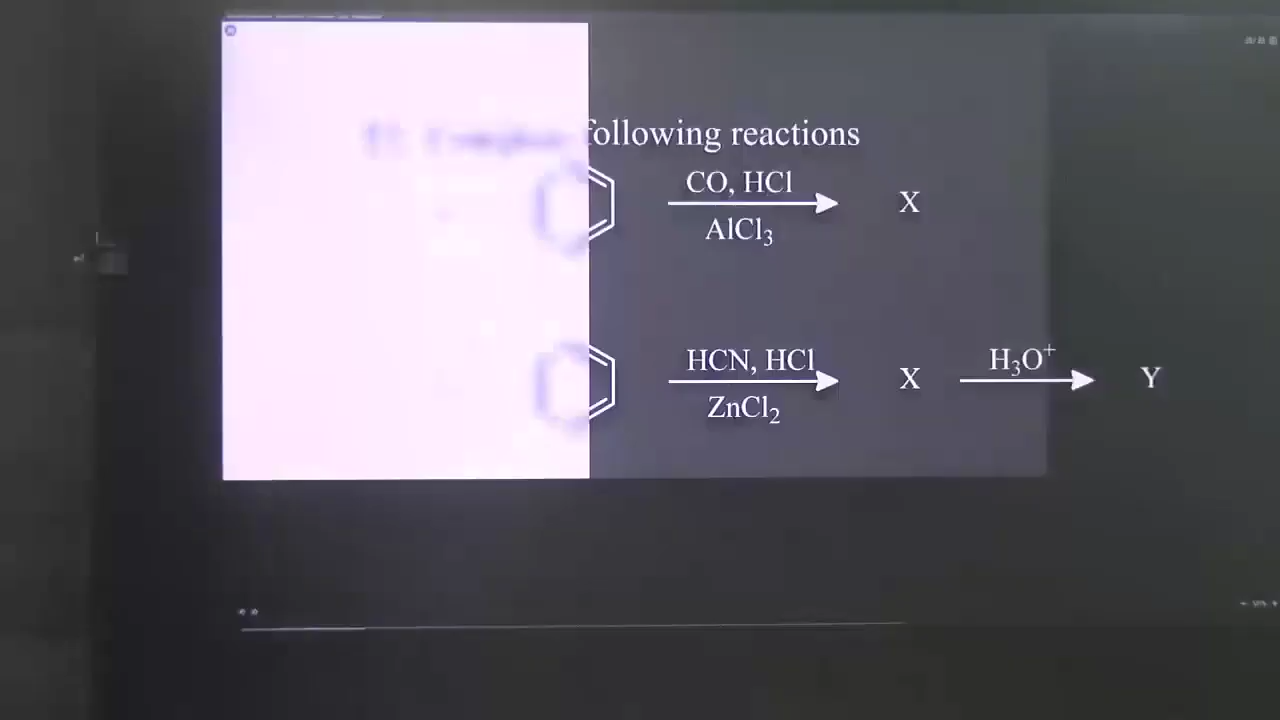 following reactions
CO, HCl
AlCl₃
X
HCN, HCl
ZnCl₂
X
H₃O⁺
Y